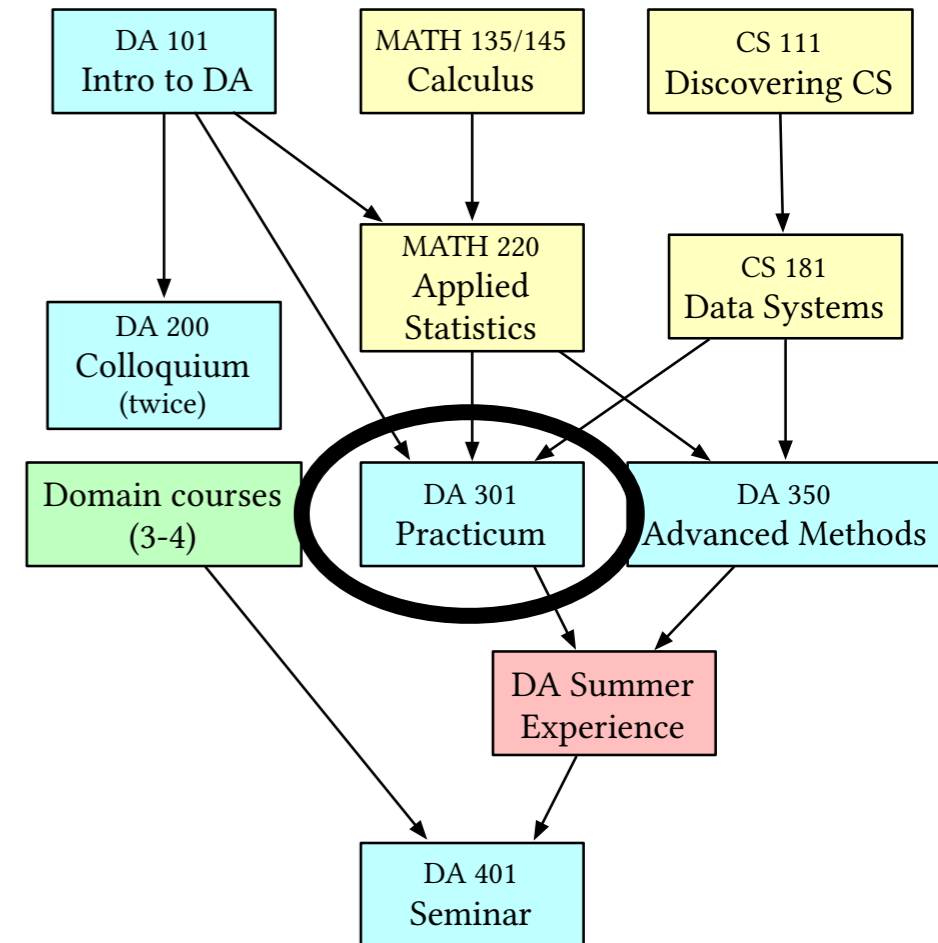 DA 101
Intro to DA
MATH 135/145
Calculus
CS 111
Discovering CS
MATH 220
Applied
Statistics
CS 181
Data Systems
DA 200
Colloquium
(twice)
Domain courses
(3-4)
DA 301
Practicum
DA 350
Advanced Methods
DA Summer
Experience
DA 401
Seminar